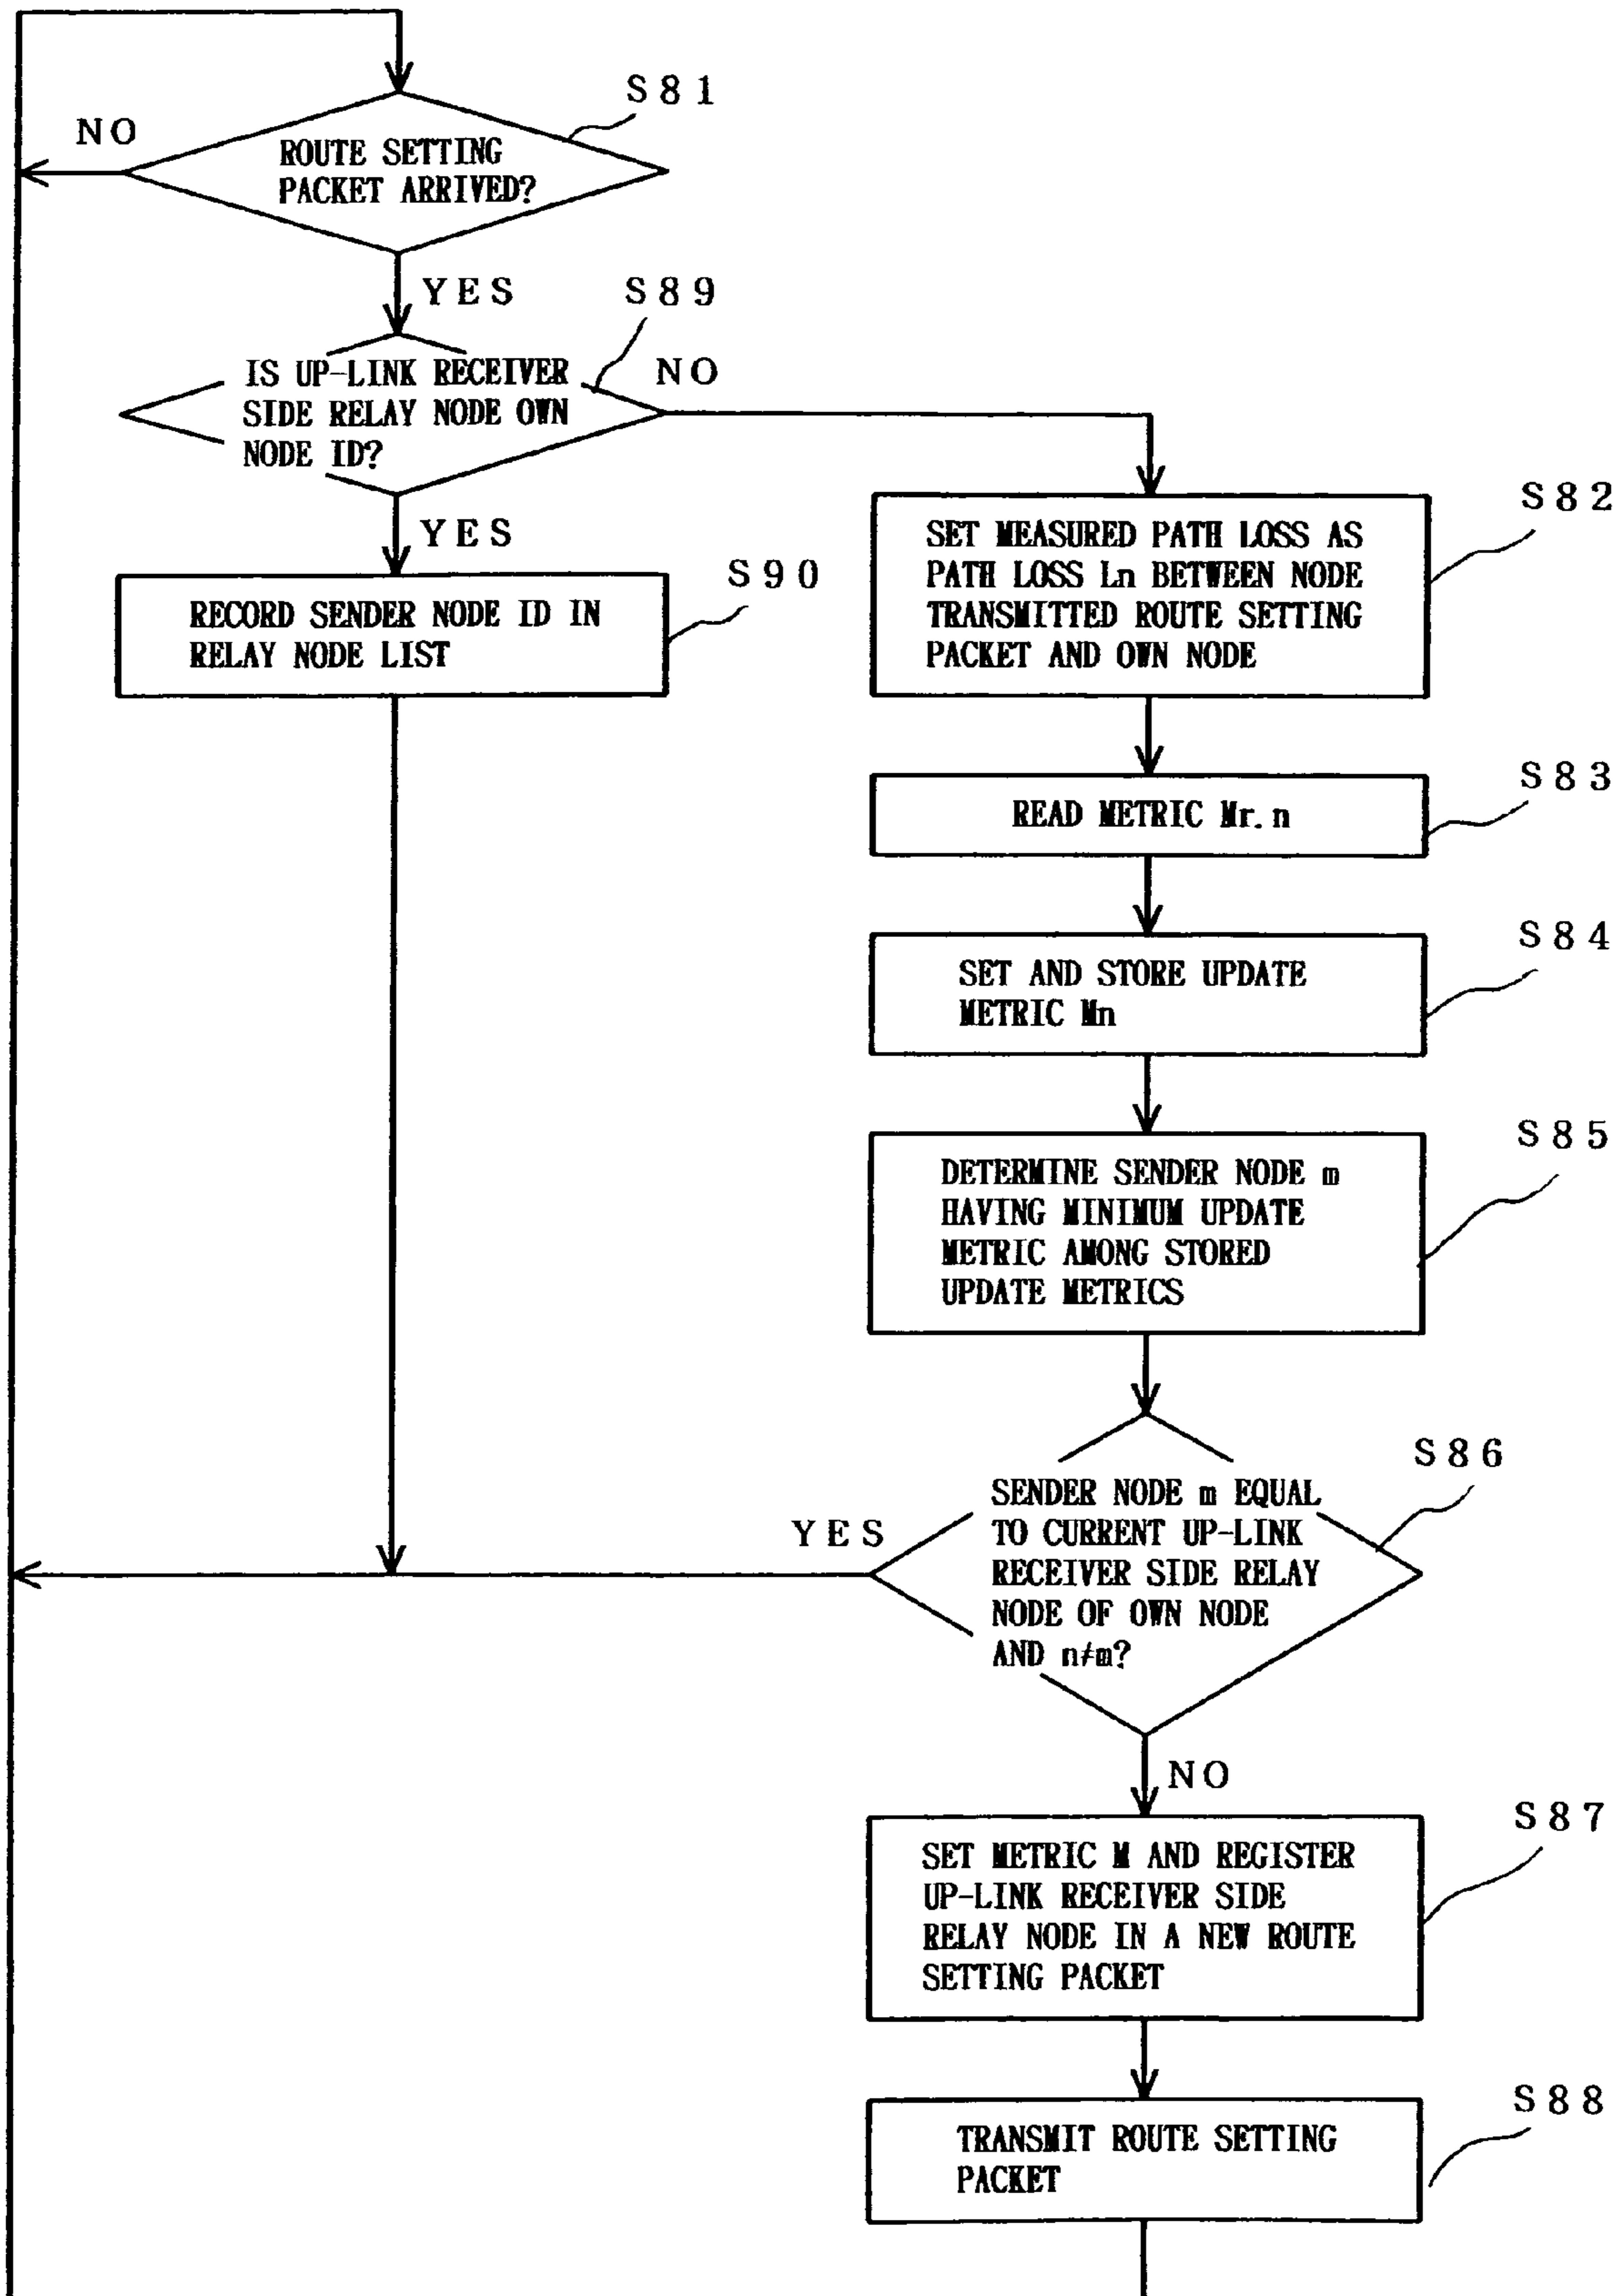 S81
NO
ROUTE SETTING
PACKET ARRIVED?
YES
S89
IS UP-LINK RECEIVER
SIDE RELAY NODE OWN
NODE ID?
NO
YES
S82
SET MEASURED PATH LOSS AS
PATH LOSS Ln BETWEEN NODE
TRANSMITTED ROUTE SETTING
PACKET AND OWN NODE
S90
RECORD SENDER NODE ID IN
RELAY NODE LIST
S83
READ METRIC Mr.n
S84
SET AND STORE UPDATE
METRIC Mn
S85
DETERMINE SENDER NODE m
HAVING MINIMUM UPDATE
METRIC AMONG STORED
UPDATE METRICS
S86
YES
SENDER NODE m EQUAL
TO CURRENT UP-LINK
RECEIVER SIDE RELAY
NODE OF OWN NODE
AND n≠m?
NO
S87
SET METRIC M AND REGISTER
UP-LINK RECEIVER SIDE
RELAY NODE IN A NEW ROUTE
SETTING PACKET
S88
TRANSMIT ROUTE SETTING
PACKET